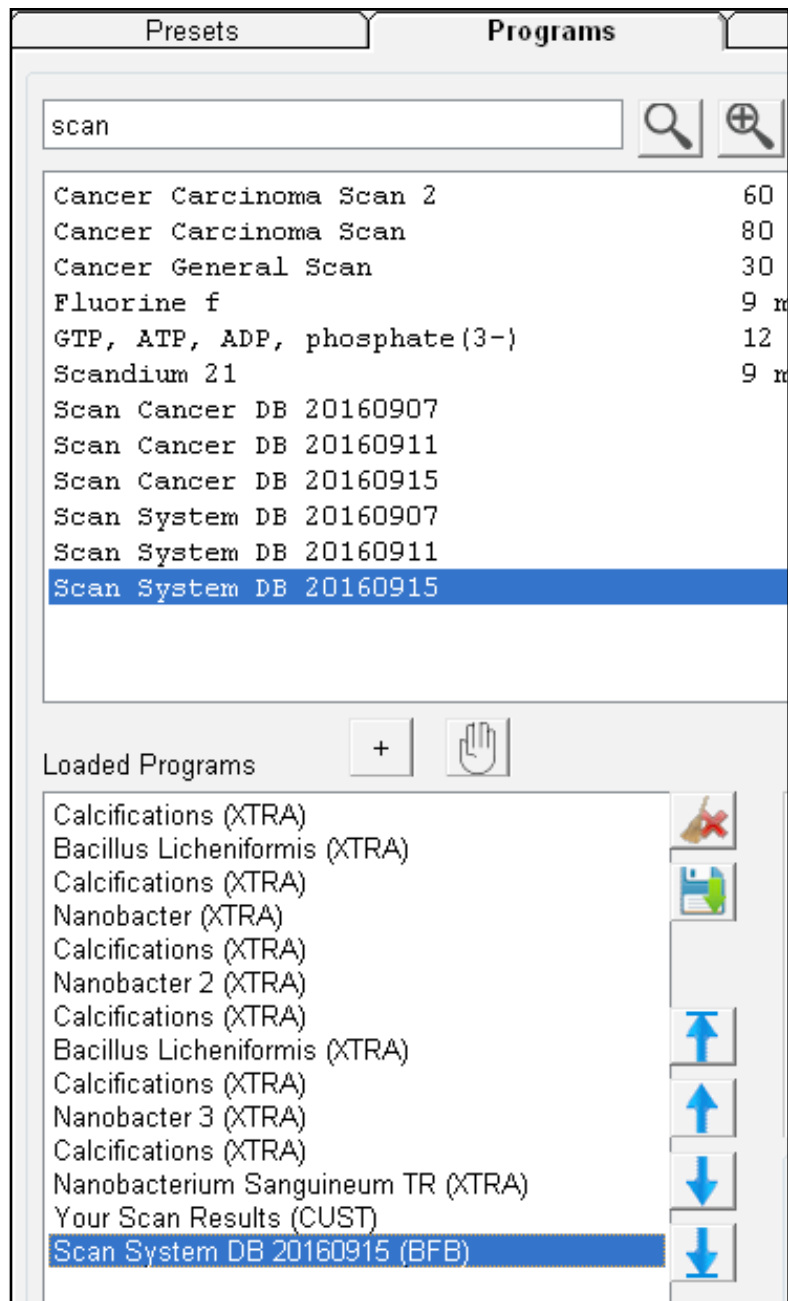 Presets Programs
scan
Cancer Carcinoma Scan 2 60
Cancer Carcinoma Scan 80
Cancer General Scan 30
Fluorine f 9 m
GTP, ATP, ADP, phosphate(3-) 12
Scandium 21 9 m
Scan Cancer DB 20160907
Scan Cancer DB 20160911
Scan Cancer DB 20160915
Scan System DB 20160907
Scan System DB 20160911
Scan System DB 20160915
+
Loaded Programs
Calcifications (XTRA)
Bacillus Licheniformis (XTRA)
Calcifications (XTRA)
Nanobacter (XTRA)
Calcifications (XTRA)
Nanobacter 2 (XTRA)
Calcifications (XTRA)
Bacillus Licheniformis (XTRA)
Calcifications (XTRA)
Nanobacter 3 (XTRA)
Calcifications (XTRA)
Nanobacterium Sanguineum TR (XTRA)
Your Scan Results (CUST)
Scan System DB 20160915 (BFB)